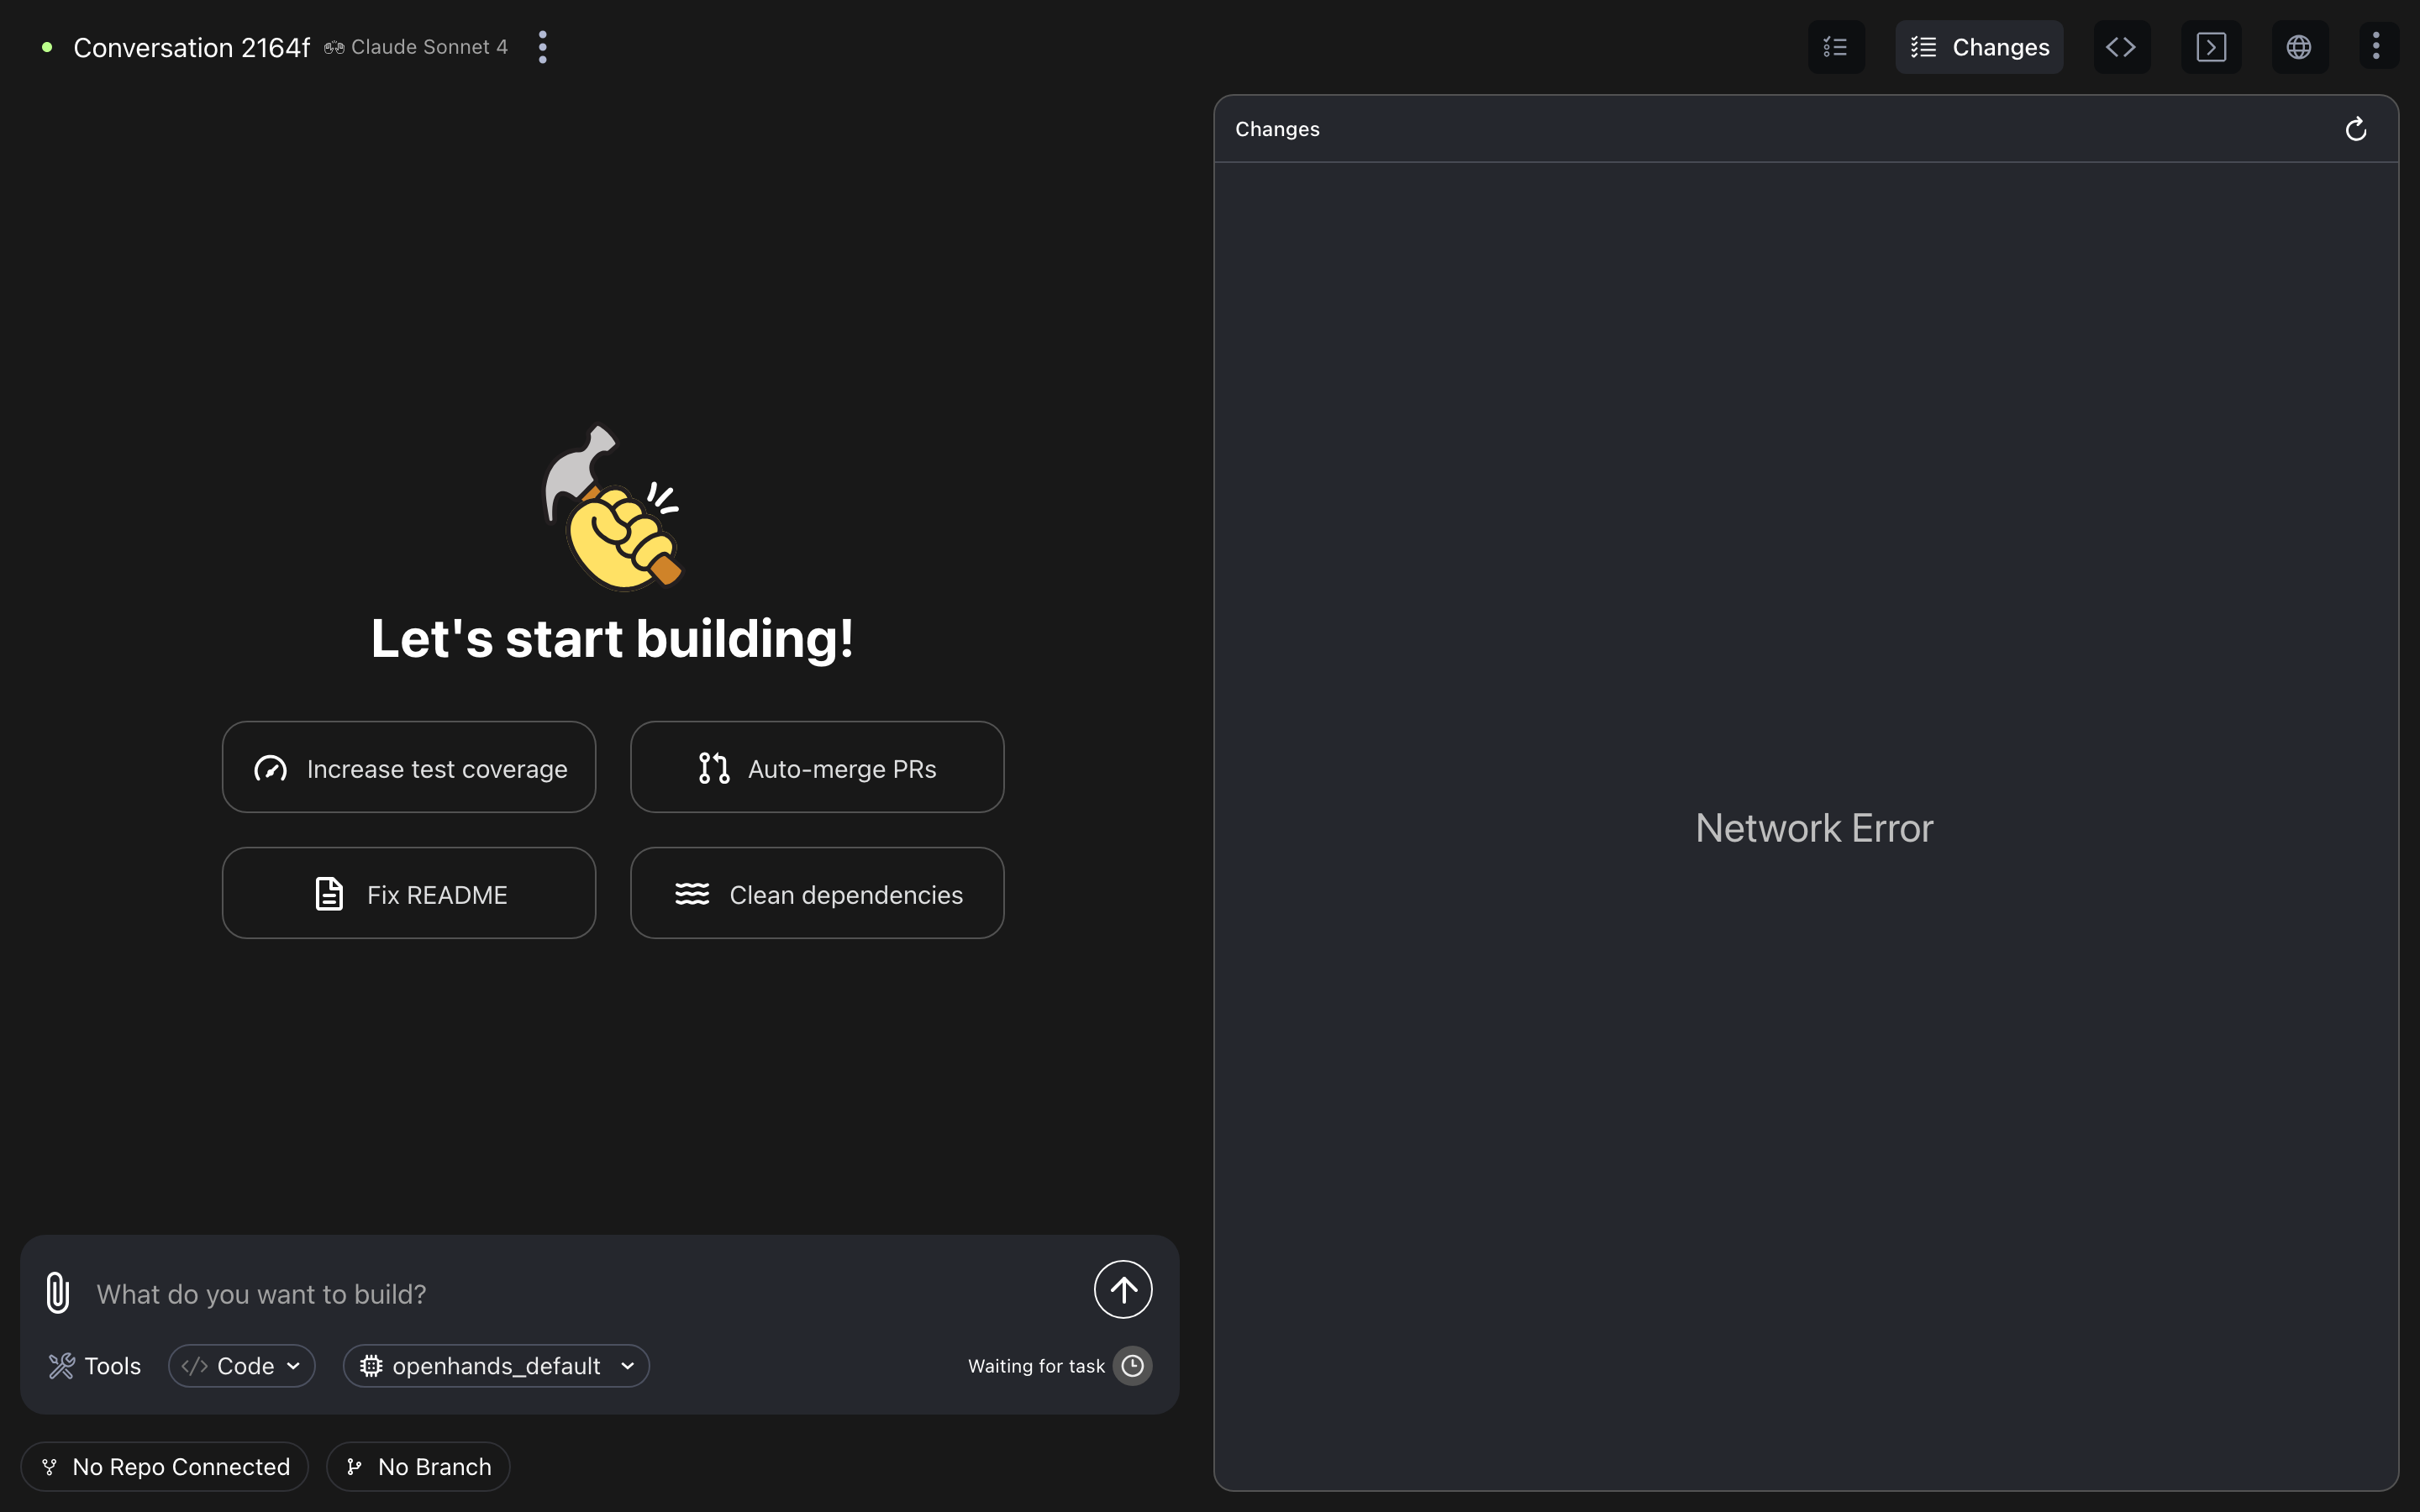 Conversation 2164f
Claude Sonnet 4
Changes
Changes
Network Error
Let's start building!
Increase test coverage
Auto-merge PRs
Fix README
Clean dependencies
What do you want to build?
Tools
Code
openhands_default
Waiting for task
No Repo Connected
No Branch